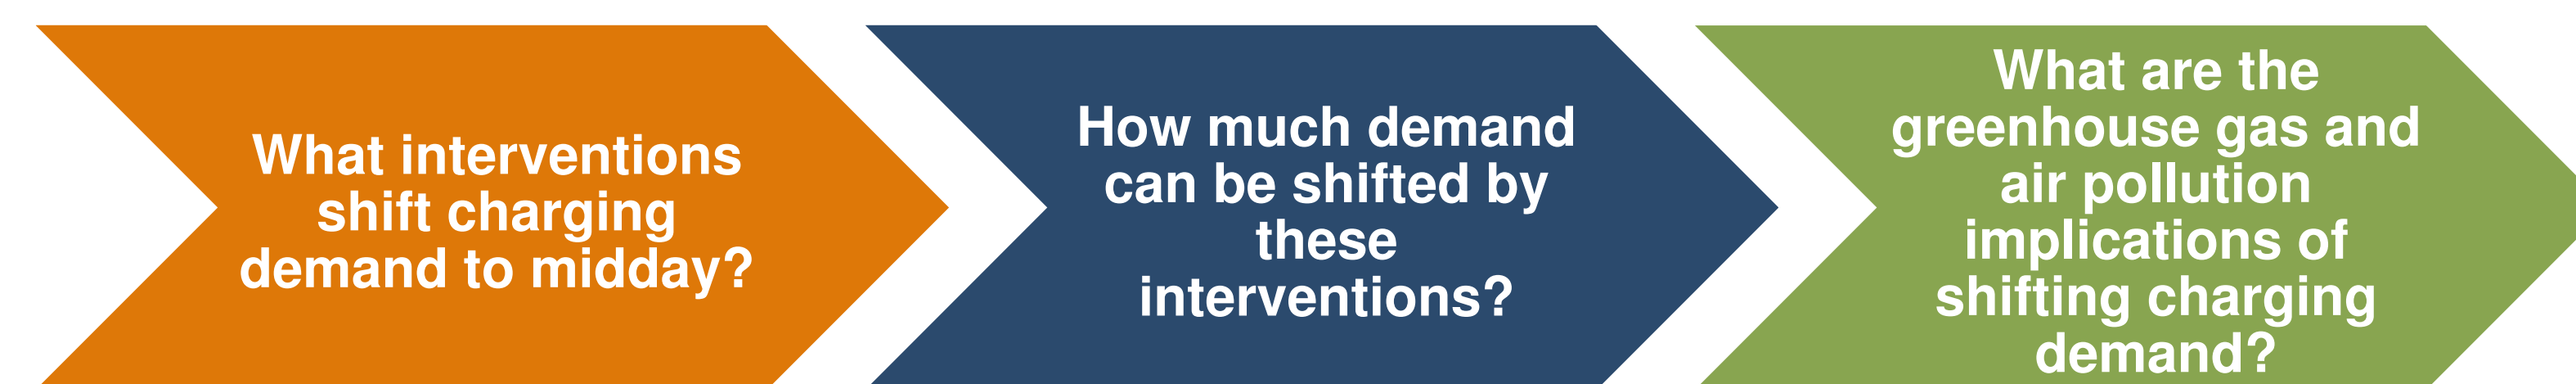 What interventions
shift charging
demand to midday?
How much demand
can be shifted by
these
interventions?
What are the
greenhouse gas and
air pollution
implications of
shifting charging
demand?